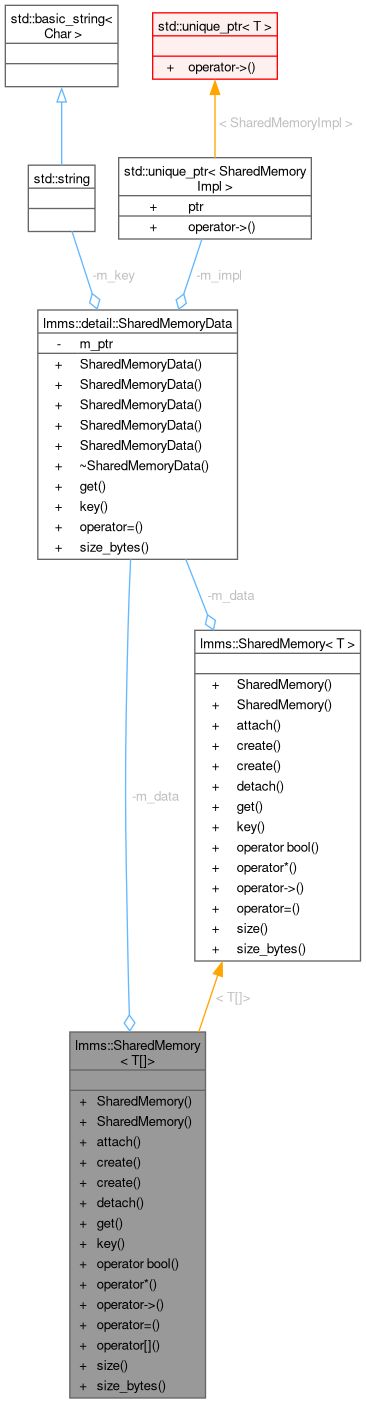 std::basic_string<
Char >
std::unique_ptr< T >
+ operator->()
< SharedMemoryImpl >
std::string
std::unique_ptr< SharedMemory
Impl >
+ ptr
+ operator->()
-m_key
-m_impl
lmms::detail::SharedMemoryData
- m_ptr
+ SharedMemoryData()
+ SharedMemoryData()
+ SharedMemoryData()
+ SharedMemoryData()
+ SharedMemoryData()
+ ~SharedMemoryData()
+ get()
+ key()
+ operator=()
+ size_bytes()
-m_data
lmms::SharedMemory< T >
+ SharedMemory()
+ SharedMemory()
+ attach()
+ create()
+ create()
+ detach()
+ get()
+ key()
+ operator bool()
+ operator*()
+ operator->()
+ operator=()
+ size()
+ size_bytes()
-m_data
< T[]>
lmms::SharedMemory
< T[]>
+ SharedMemory()
+ SharedMemory()
+ attach()
+ create()
+ create()
+ detach()
+ get()
+ key()
+ operator bool()
+ operator*()
+ operator->()
+ operator=()
+ operator[]()
+ size()
+ size_bytes()